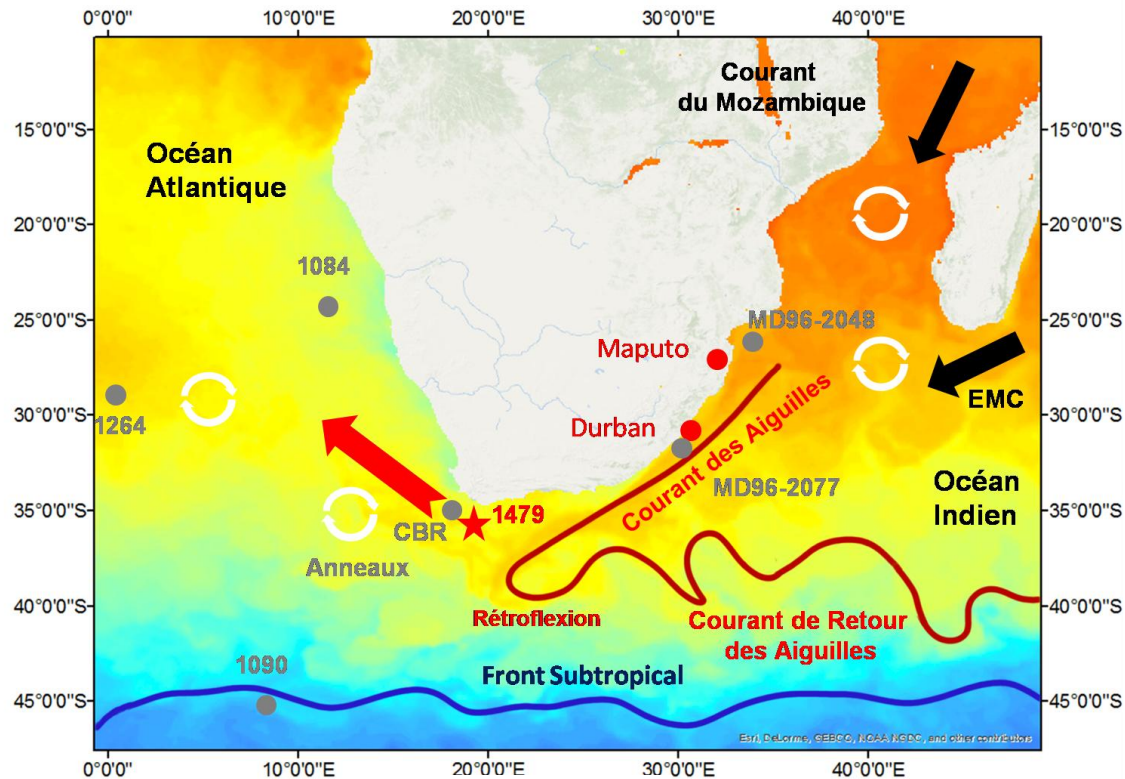 0°0'0" 10°0'0"E 20°0'0"E 30°0'0"E 40°0'0"E
Courant
du Mozambique
15°0'0"S 15°0'0"S
Océan
Atlantique
20°0'0"S 20°0'0"S
1084
25°0'0"S 25°0'0"S
MD96-2048
Maputo
EMC
1264
30°0'0"S 30°0'0"S
Durban
Courant des Aiguilles
MD96-2077
Océan
Indien
35°0'0"S 35°0'0"S
1479
CBR
Anneaux
40°0'0"S 40°0'0"S
Rétroflexion
Courant de Retour
des Aiguilles
1090
Front Subtropical
45°0'0"S 45°0'0"S
Esri, DeLorme, GEBCO, NOAA NGDC, and other contributors
0°0'0" 10°0'0"E 20°0'0"E 30°0'0"E 40°0'0"E